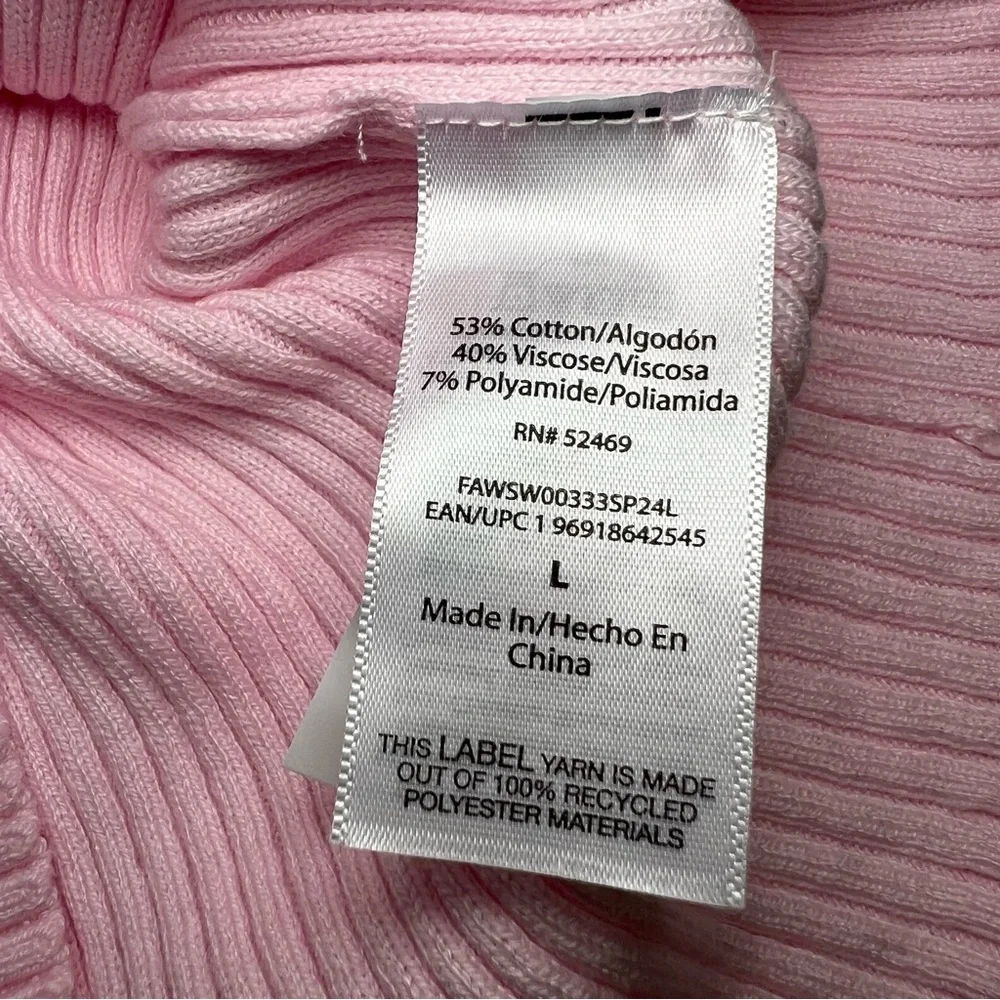 53% Cotton/Algodón
40% Viscose/Viscosa
7% Polyamide/Poliamida
RN# 52469
FAWSW00333SP24L
EAN/UPC 1 96918642545
L
Made In/Hecho En
China
THIS LABEL YARN IS MADE
OUT OF 100% RECYCLED
POLYESTER MATERIALS